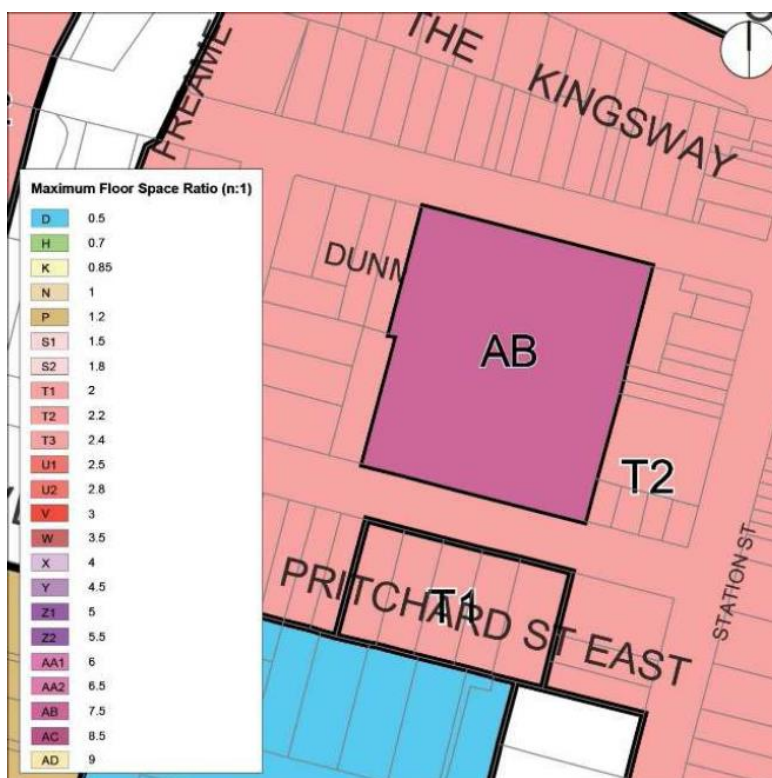 THE KINGSWAY
FREAME
Maximum Floor Space Ratio (n:1)
D 0.5
H 0.7
K 0.85
N 1
P 1.2
S1 1.5
S2 1.8
T1 2
T2 2.2
T3 2.4
U1 2.5
U2 2.8
V 3
W 3.5
X 4
Y 4.5
Z1 5
Z2 5.5
AA1 6
AA2 6.5
AB 7.5
AC 8.5
AD 9
AB
T2
T1
PRITCHARD ST EAST
STATION ST